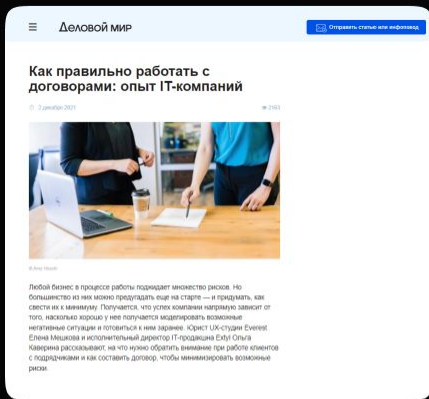 Деловой мир
Отправить статью или инфоповод
Как правильно работать с
договорами: опыт IT-компаний
2 декабря 2021
2163
Любой бизнес в процессе работы поджидает множество рисков. Но
большинство из них можно предугадать еще на старте — и придумать, как
свести их к минимуму. Получается, что успех компании напрямую зависит от
того, насколько хорошо у нее получается моделировать возможные
негативные ситуации и готовиться к ним заранее. Юрист UX-студии Everest
Елена Мешкова и исполнительный директор IT-продакшна Extyl Ольга
Каверина рассказывают, на что нужно обратить внимание при работе клиентов
с подрядчиками и как составить договор, чтобы минимизировать возможные
риски.